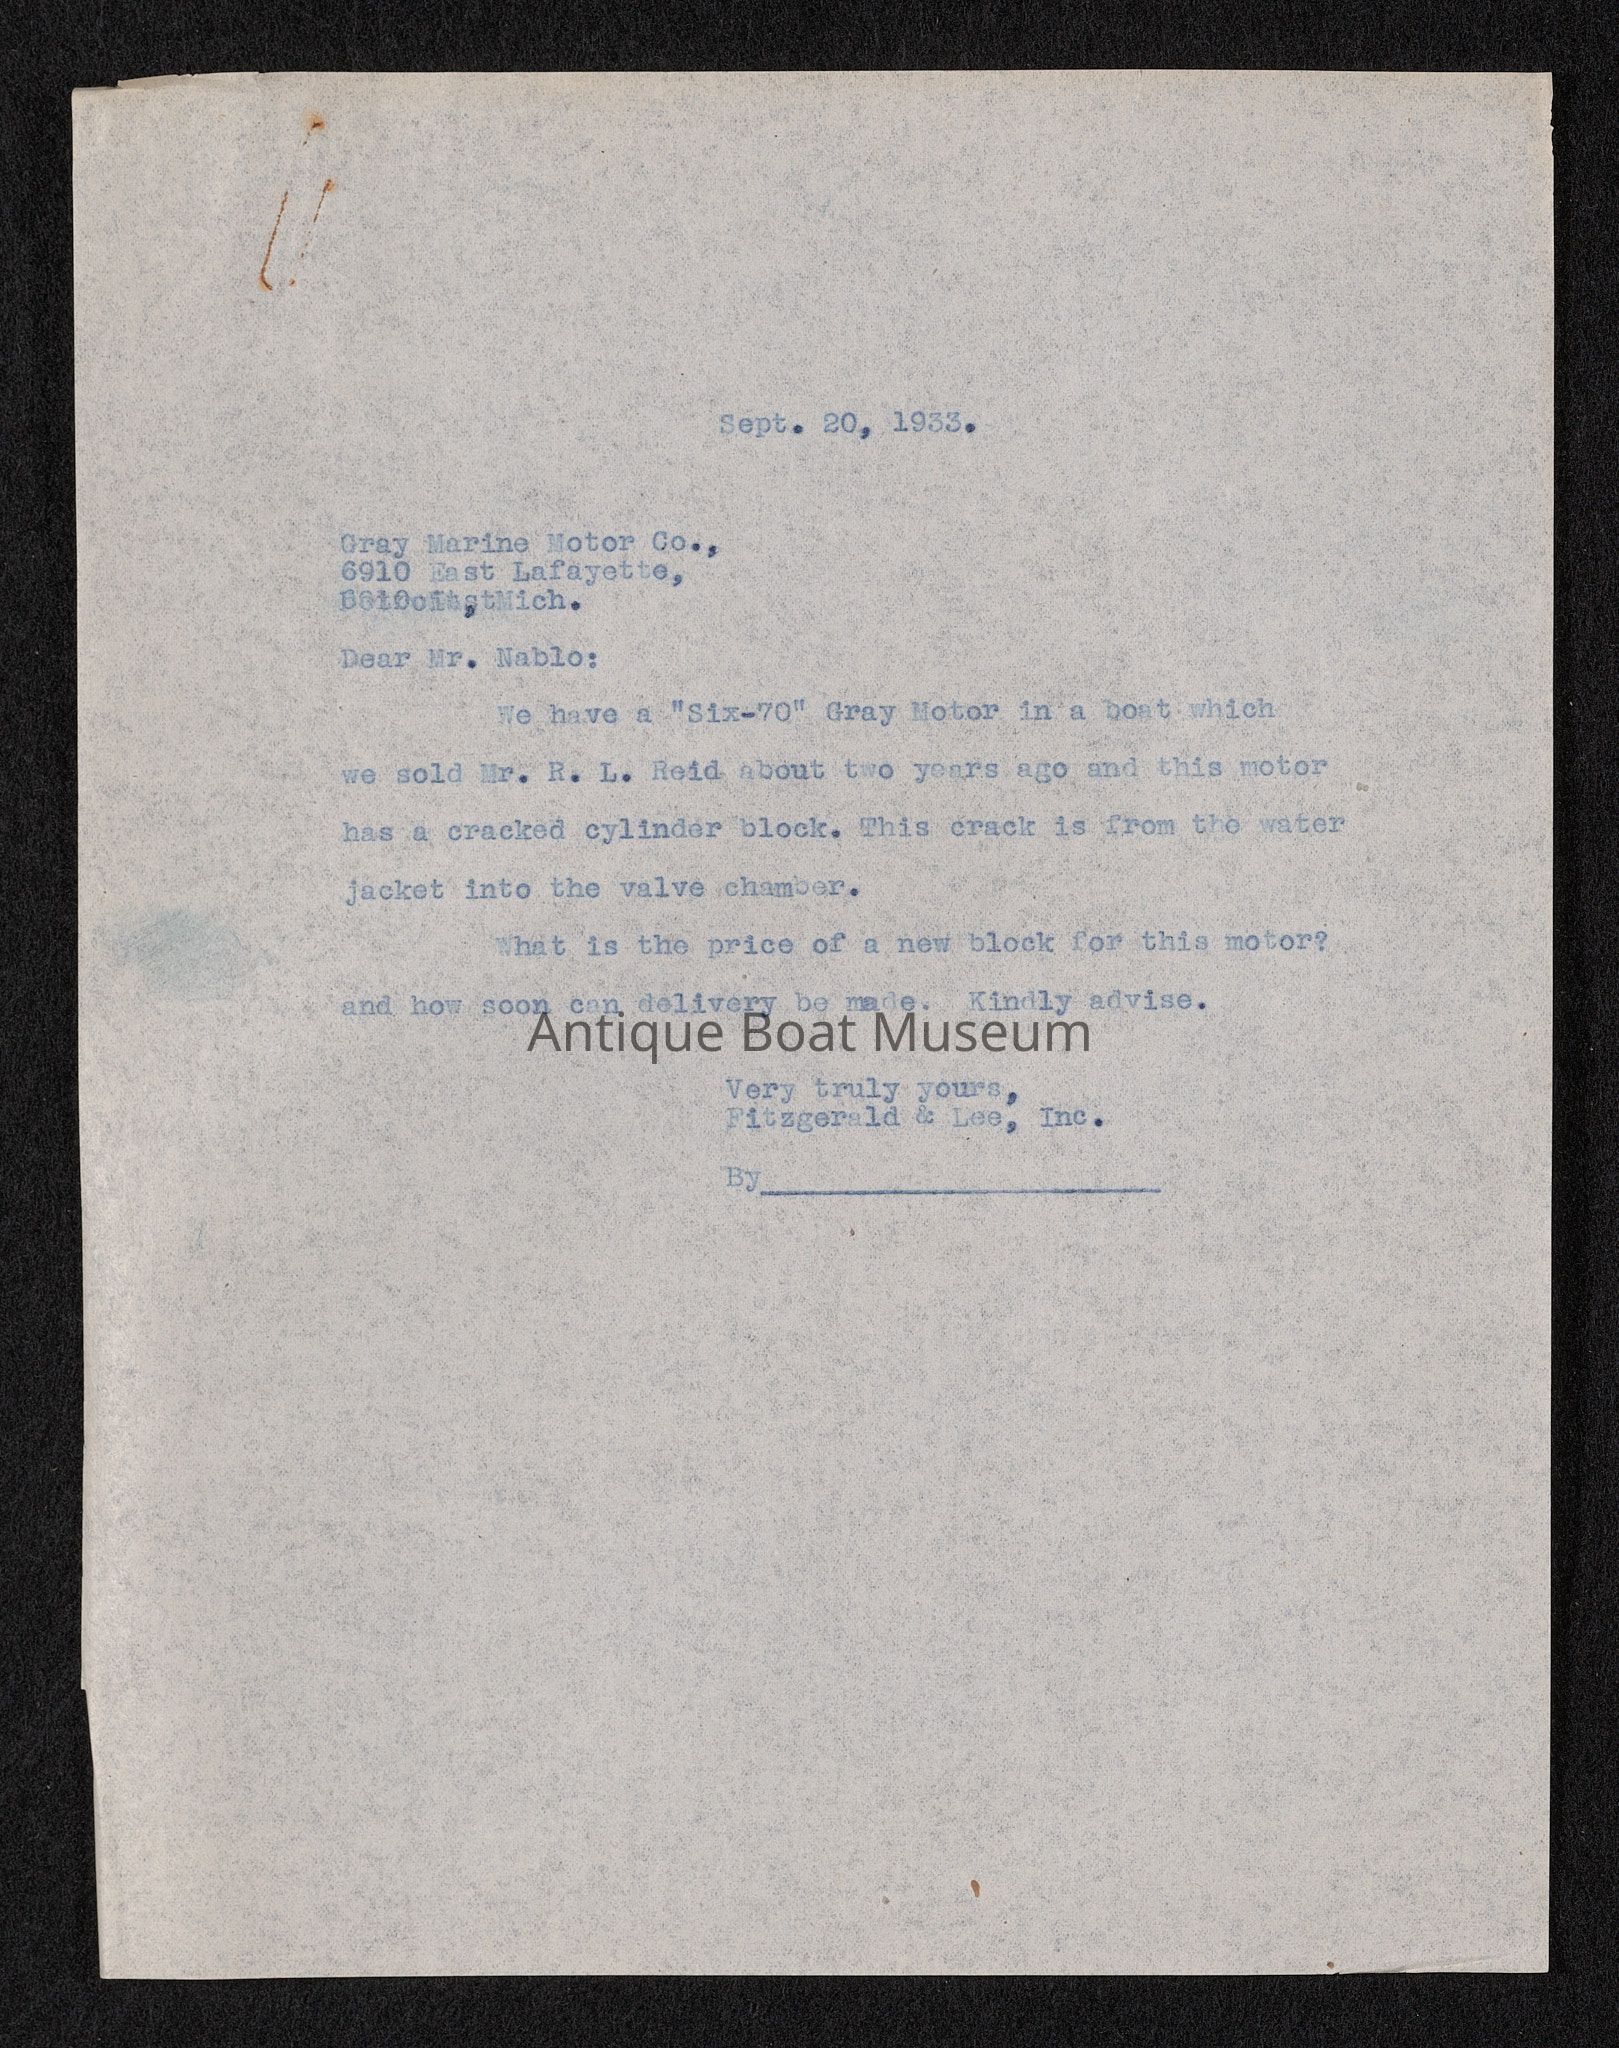 Sept. 20, 1933.
Gray Marine Motor Co.,
6910 East Lafayette,
Detroit, Mich.
Dear Mr. Nablo:
We have a "Six-70" Gray Motor in a boat which
we sold Mr. R. L. Reid about two years ago and this motor
has a cracked cylinder block. This crack is from the water
jacket into the valve chamber.
What is the price of a new block for this motor?
and how soon can delivery be made. Kindly advise.
Antique Boat Museum
Very truly yours,
Fitzgerald & Lee, Inc.
By